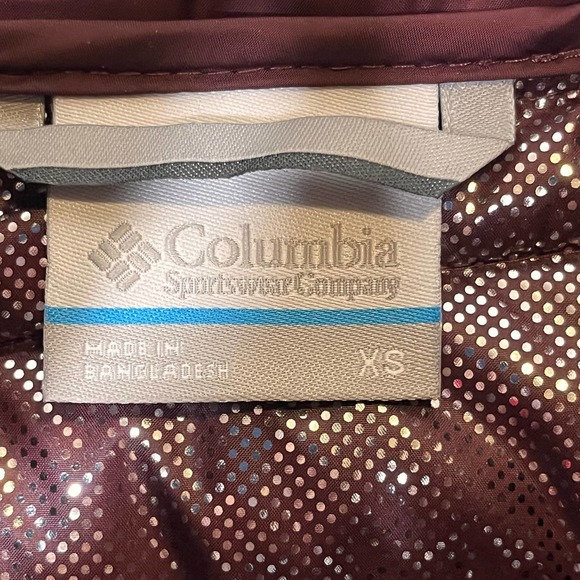 Columbia
Sportswear Company
MADE IN
BANGLADESH
XS